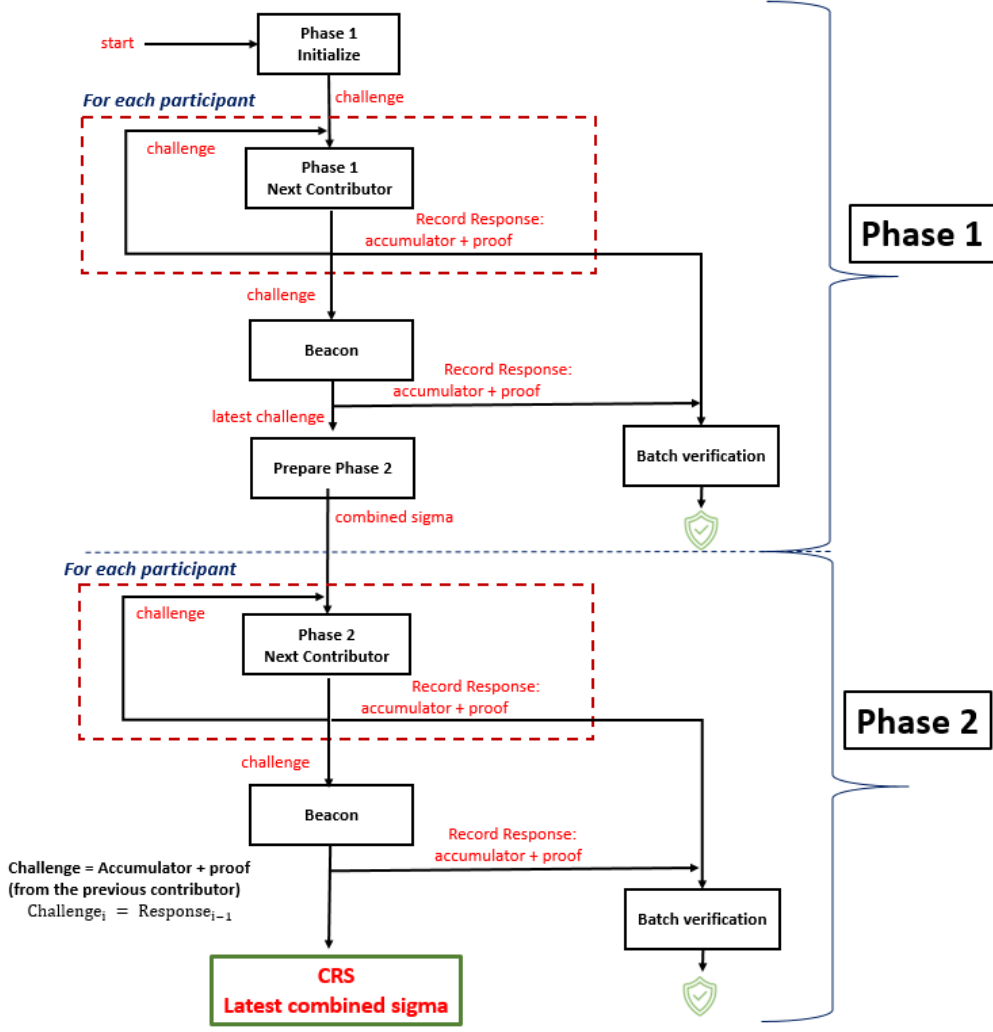 Phase 1
Initialize
start
challenge
For each participant
challenge
Phase 1
Next Contributor
Record Response:
accumulator + proof
Phase 1
challenge
Beacon
Record Response:
accumulator + proof
latest challenge
Prepare Phase 2
Batch verification
combined sigma
For each participant
challenge
Phase 2
Next Contributor
Record Response:
accumulator + proof
Phase 2
challenge
Beacon
Record Response:
accumulator + proof
Challenge = Accumulator + proof
(from the previous contributor)
Challengeᵢ = Responseᵢ₋₁
Batch verification
CRS
Latest combined sigma